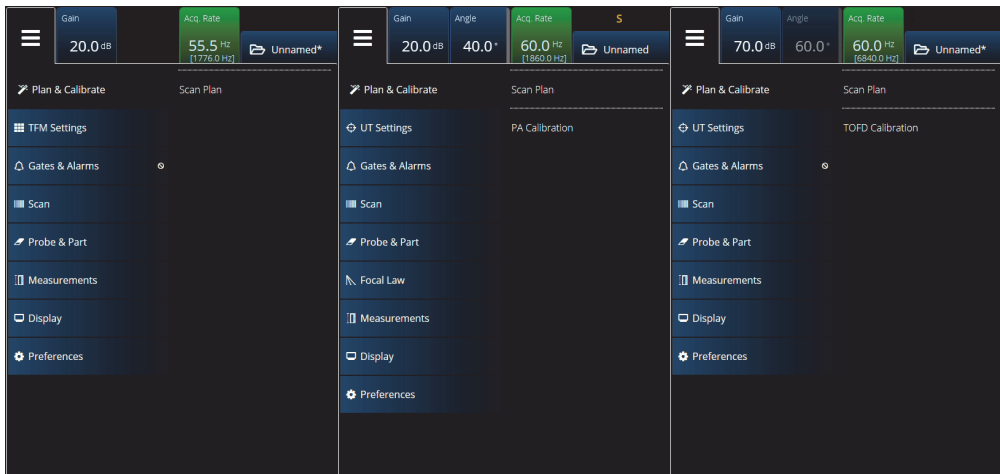 Gain
20.0 dB
Acq. Rate
55.5 Hz
[1776.0 Hz]
Unnamed*
Plan & Calibrate
Scan Plan
TFM Settings
Gates & Alarms
Scan
Probe & Part
Measurements
Display
Preferences
Gain
20.0 dB
Angle
40.0 °
Acq. Rate
60.0 Hz
[1860.0 Hz]
S
Unnamed
Plan & Calibrate
Scan Plan
UT Settings
PA Calibration
Gates & Alarms
Scan
Probe & Part
Focal Law
Measurements
Display
Preferences
Gain
70.0 dB
Angle
60.0 °
Acq. Rate
60.0 Hz
[6840.0 Hz]
Unnamed*
Plan & Calibrate
Scan Plan
UT Settings
TOFD Calibration
Gates & Alarms
Scan
Probe & Part
Measurements
Display
Preferences